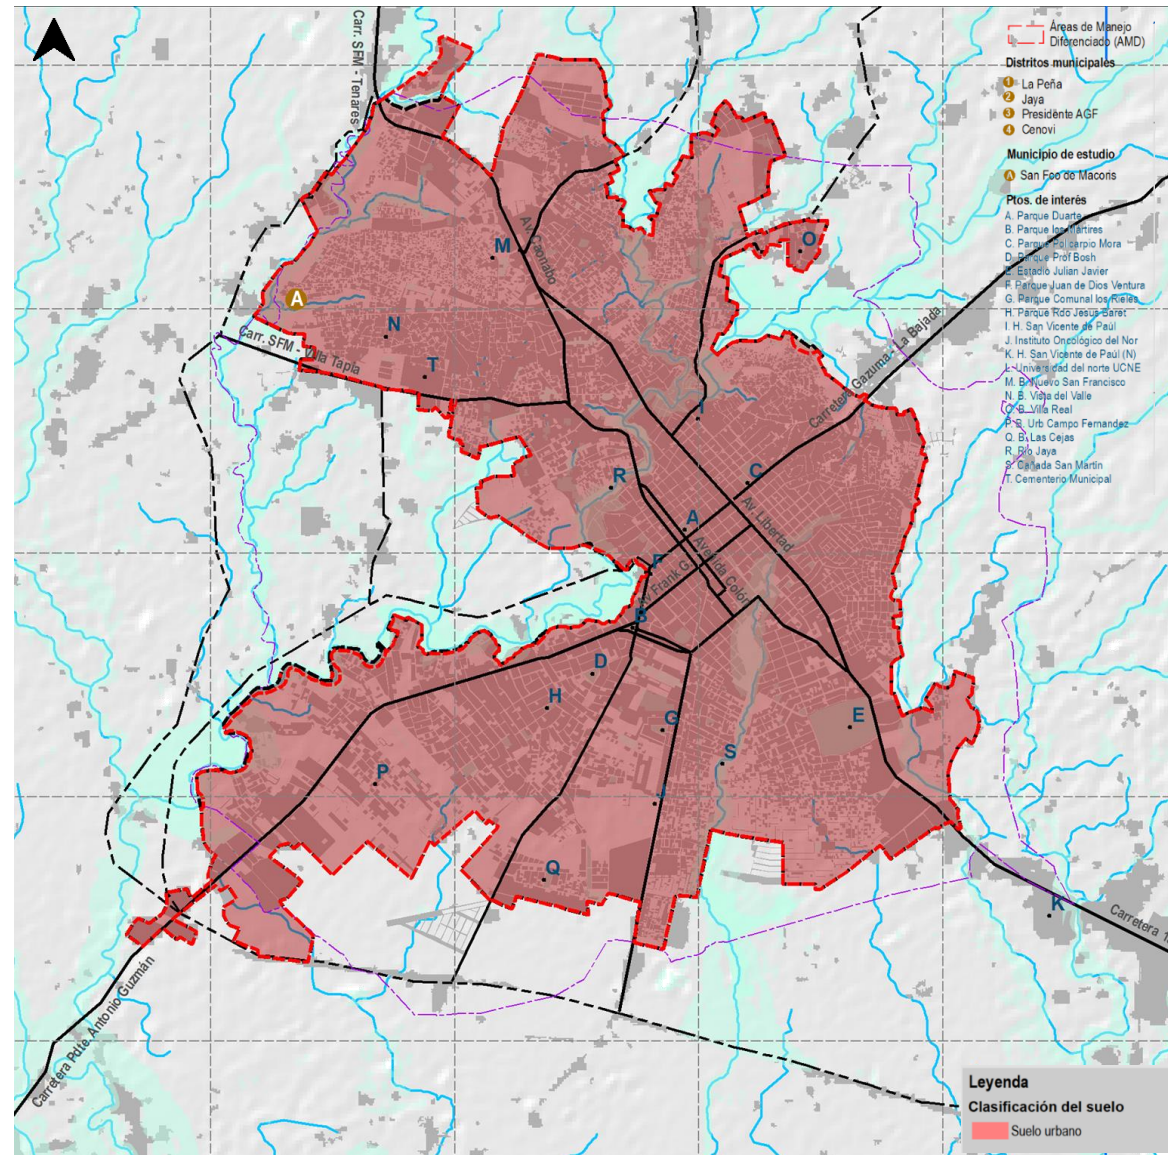 Áreas de Manejo
Diferenciado (AMD)
Distritos municipales
1 La Peña
2 Jaya
3 Presidente AGF
4 Cenovi
Municipio de estudio
A San Fco de Macoris
Ptos. de interés
A. Parque Duarte
B. Parque los Mártires
C. Parque Policarpio Mora
D. Parque Prof Bosh
E. Estadio Julian Javier
F. Parque Juan de Dios Ventura
G. Parque Comunal los Rieles
H. Parque Rdo Jesus Baret
I. H. San Vicente de Paúl
J. Instituto Oncológico del Nor
K. H. San Vicente de Paúl (N)
L. Universidad del norte UCNE
M. B. Nuevo San Francisco
N. B. Vista del Valle
O. B. Villa Real
P. B. Urb Campo Fernandez
Q. B. Las Cejas
R. Río Jaya
S. Cañada San Martín
T. Cementerio Municipal
Carr. SFM - Tenares
M
O
A
N
T
Carr. SFM - Villa Tapia
Carretera Gazuma - La Bajada
I
C
R
A
Av Libertad
Avenida Colón
F
Av Frank G.
B
D
H
G
E
S
P
J
Q
K
Carretera 1
Carretera Pdte. Antonio Guzmán
Leyenda
Clasificación del suelo
Suelo urbano